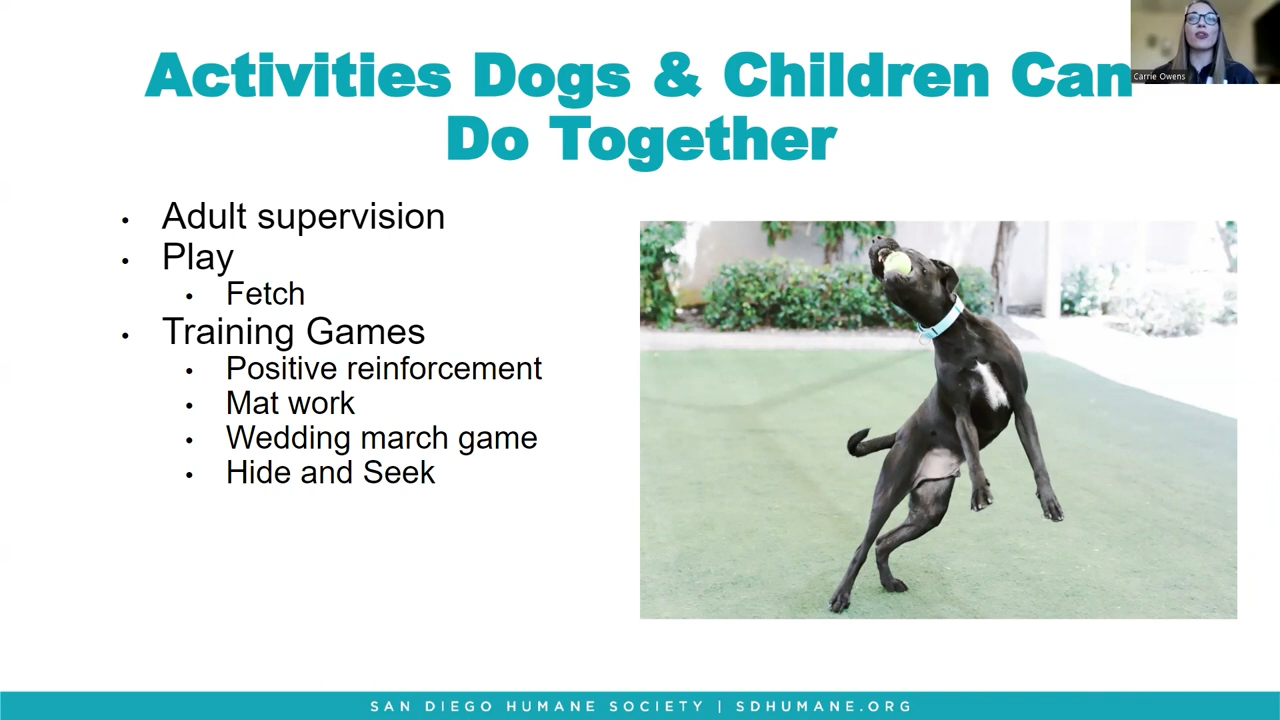 Activities Dogs & Children Can
Do Together
Carrie Owens
• Adult supervision
• Play
• Fetch
• Training Games
• Positive reinforcement
• Mat work
• Wedding march game
• Hide and Seek
SAN DIEGO HUMANE SOCIETY | SDHUMANE.ORG